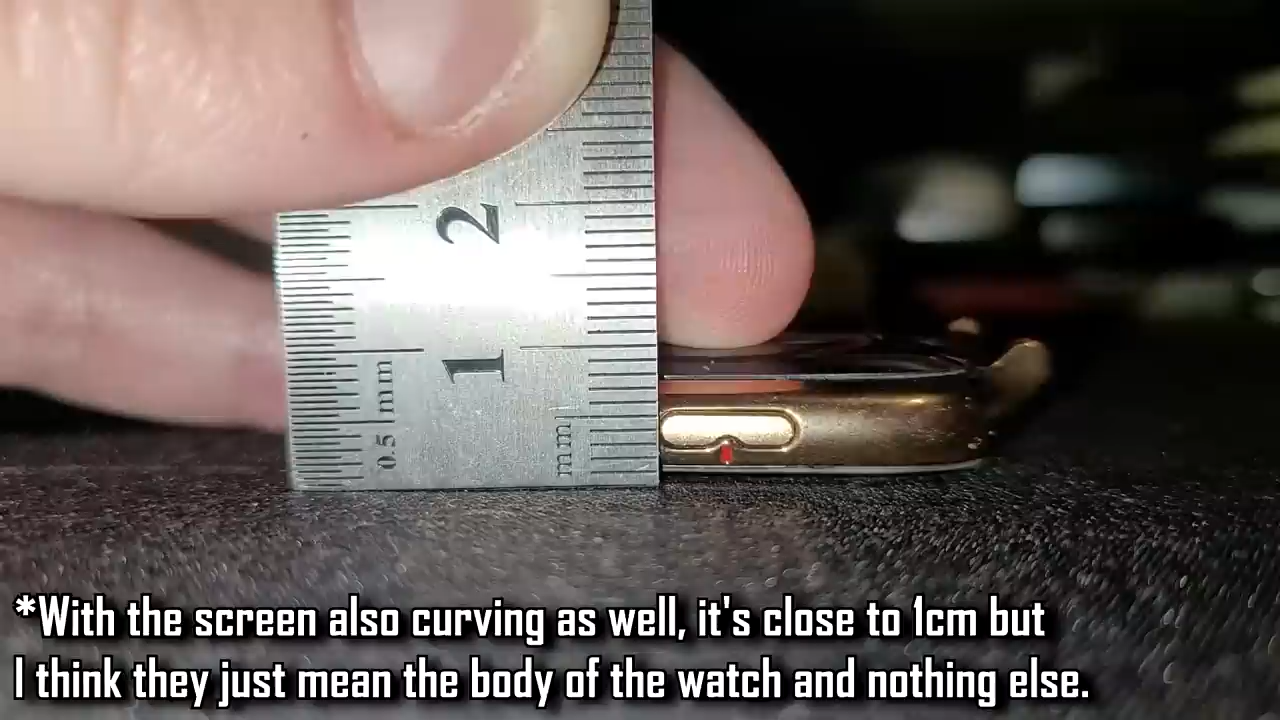 2
1
0.5 mm
mm
*With the screen also curving as well, it's close to 1cm but
I think they just mean the body of the watch and nothing else.